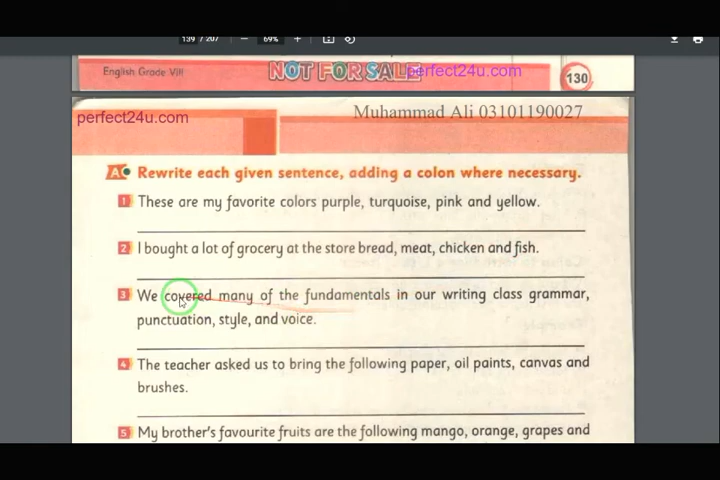 139 / 207
69%
English Grade VIII
NOT FOR SALE
perfect24u.com
130
perfect24u.com
Muhammad Ali 03101190027
A Rewrite each given sentence, adding a colon where necessary.
1 These are my favorite colors purple, turquoise, pink and yellow.
2 I bought a lot of grocery at the store bread, meat, chicken and fish.
3 We covered many of the fundamentals in our writing class grammar,
punctuation, style, and voice.
4 The teacher asked us to bring the following paper, oil paints, canvas and
brushes.
5 My brother's favourite fruits are the following mango, orange, grapes and